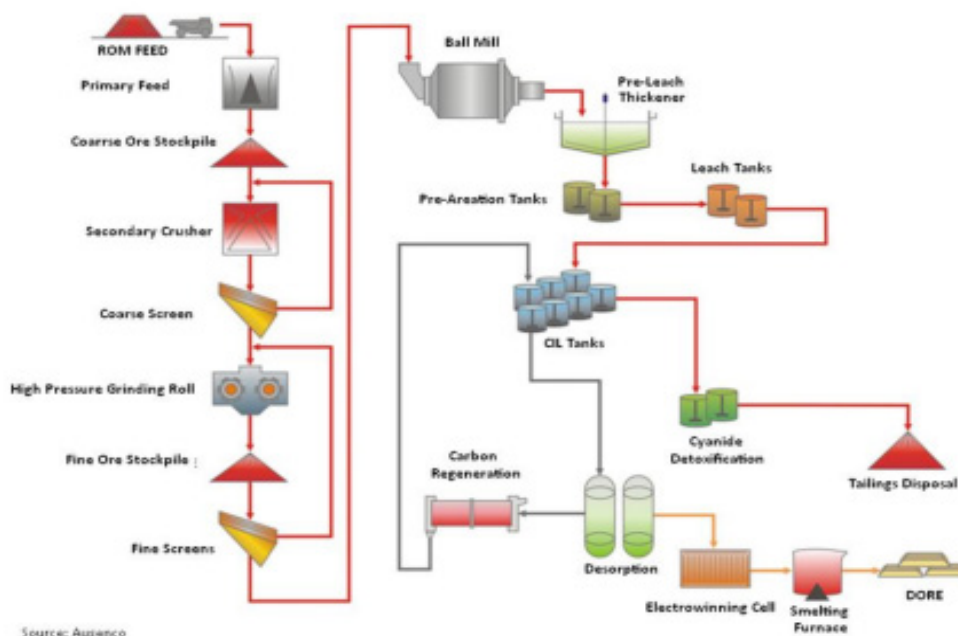 ROM FEED
Primary Feed
Coarrse Ore Stockpile
Secondary Crusher
Coarse Screen
High Pressure Grinding Roll
Fine Ore Stockpile
Fine Screens
Ball Mill
Pre-Leach
Thickener
Pre-Areation Tanks
Leach Tanks
CIL Tanks
Cyanide
Detoxification
Tailings Disposal
Carbon
Regeneration
Desorption
Electrowinning Cell
Smelting
Furnace
DORE
Source: Ausenco